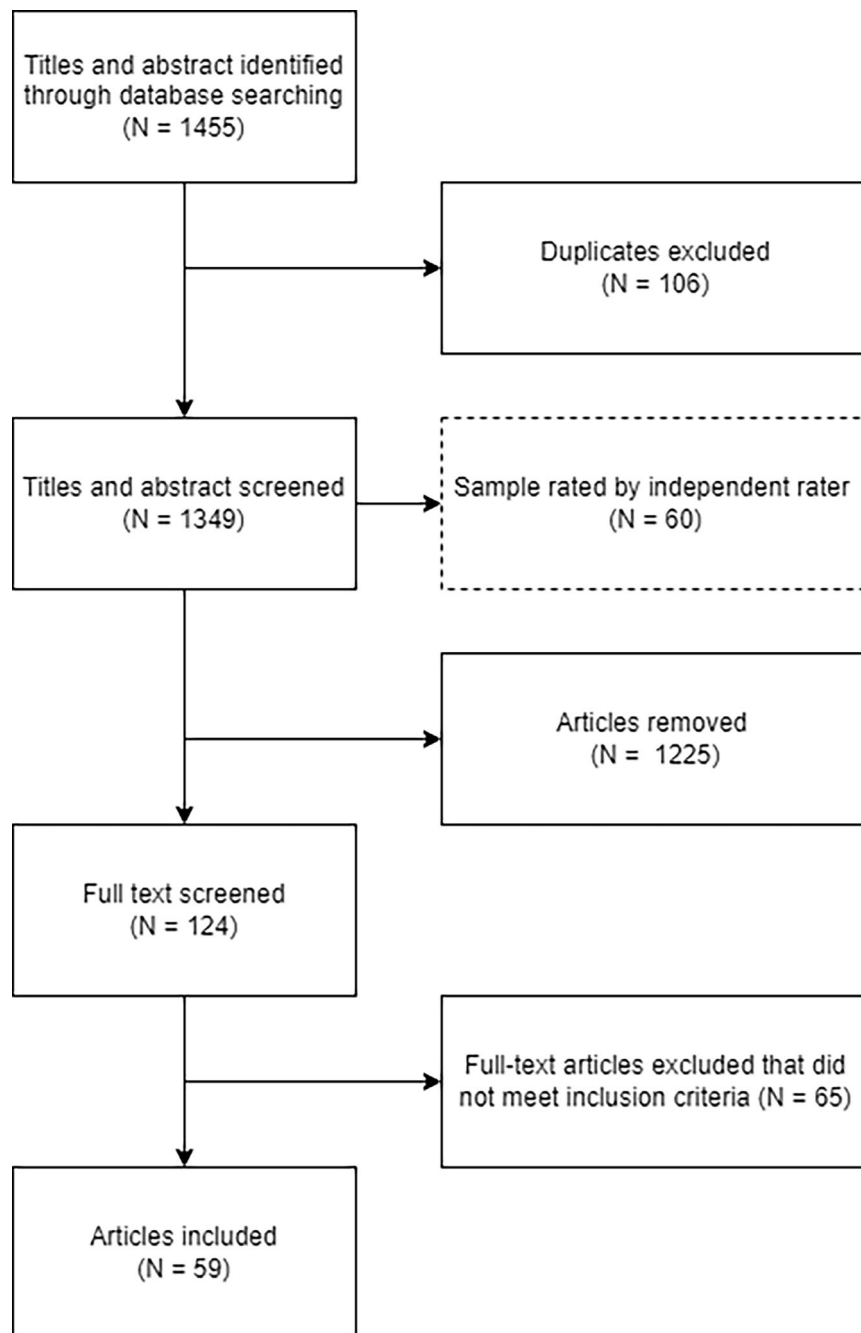 Titles and abstract identified
through database searching
(N = 1455)
Duplicates excluded
(N = 106)
Titles and abstract screened
(N = 1349)
Sample rated by independent rater
(N = 60)
Articles removed
(N = 1225)
Full text screened
(N = 124)
Full-text articles excluded that did
not meet inclusion criteria (N = 65)
Articles included
(N = 59)